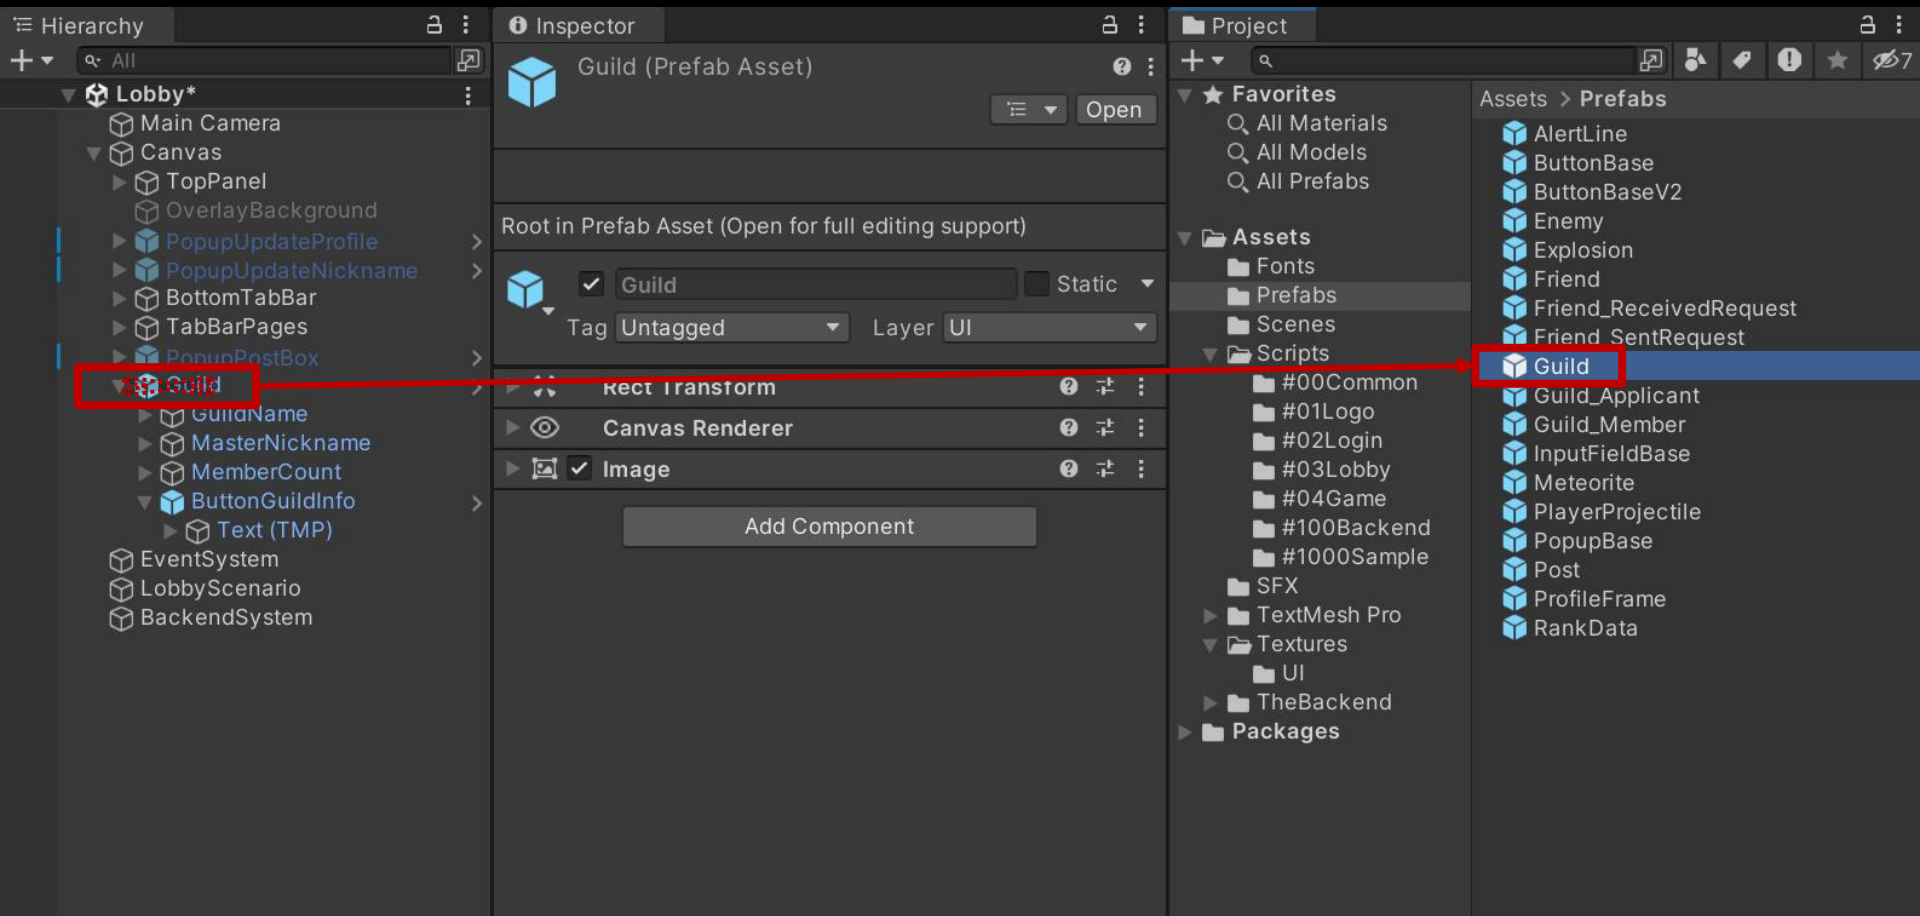 Hierarchy
All
Lobby*
Main Camera
Canvas
TopPanel
OverlayBackground
PopupUpdateProfile
PopupUpdateNickname
BottomTabBar
TabBarPages
PopupPostBox
Guild
GuildName
MasterNickname
MemberCount
ButtonGuildInfo
Text (TMP)
EventSystem
LobbyScenario
BackendSystem
Inspector
Guild (Prefab Asset)
Open
Root in Prefab Asset (Open for full editing support)
Guild
Static
Tag Untagged
Layer UI
Rect Transform
Canvas Renderer
Image
Add Component
Project
7
Favorites
All Materials
All Models
All Prefabs
Assets
Fonts
Prefabs
Scenes
Scripts
#00Common
#01Logo
#02Login
#03Lobby
#04Game
#100Backend
#1000Sample
SFX
TextMesh Pro
Textures
UI
TheBackend
Packages
Assets > Prefabs
AlertLine
ButtonBase
ButtonBaseV2
Enemy
Explosion
Friend
Friend_ReceivedRequest
Friend_SentRequest
Guild
Guild_Applicant
Guild_Member
InputFieldBase
Meteorite
PlayerProjectile
PopupBase
Post
ProfileFrame
RankData